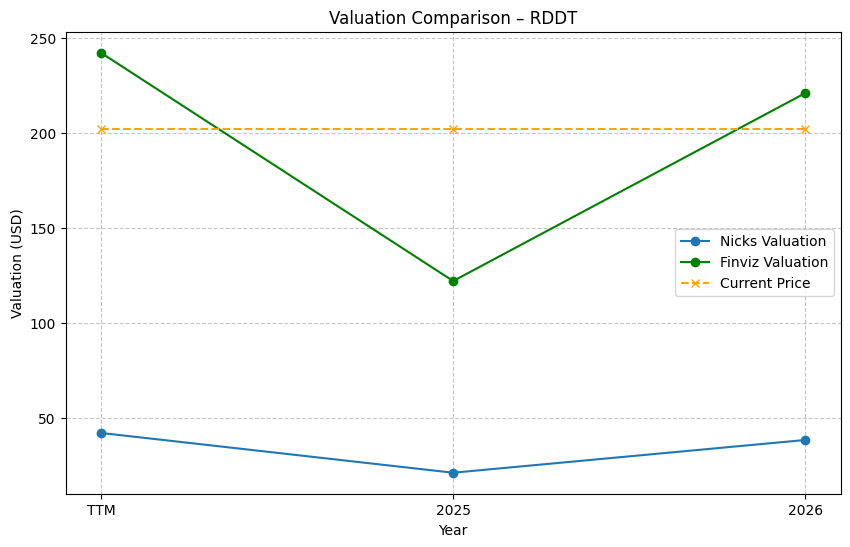 Valuation Comparison – RDDT
250
200
150
100
50
Valuation (USD)
Nicks Valuation
Finviz Valuation
Current Price
TTM
2025
2026
Year